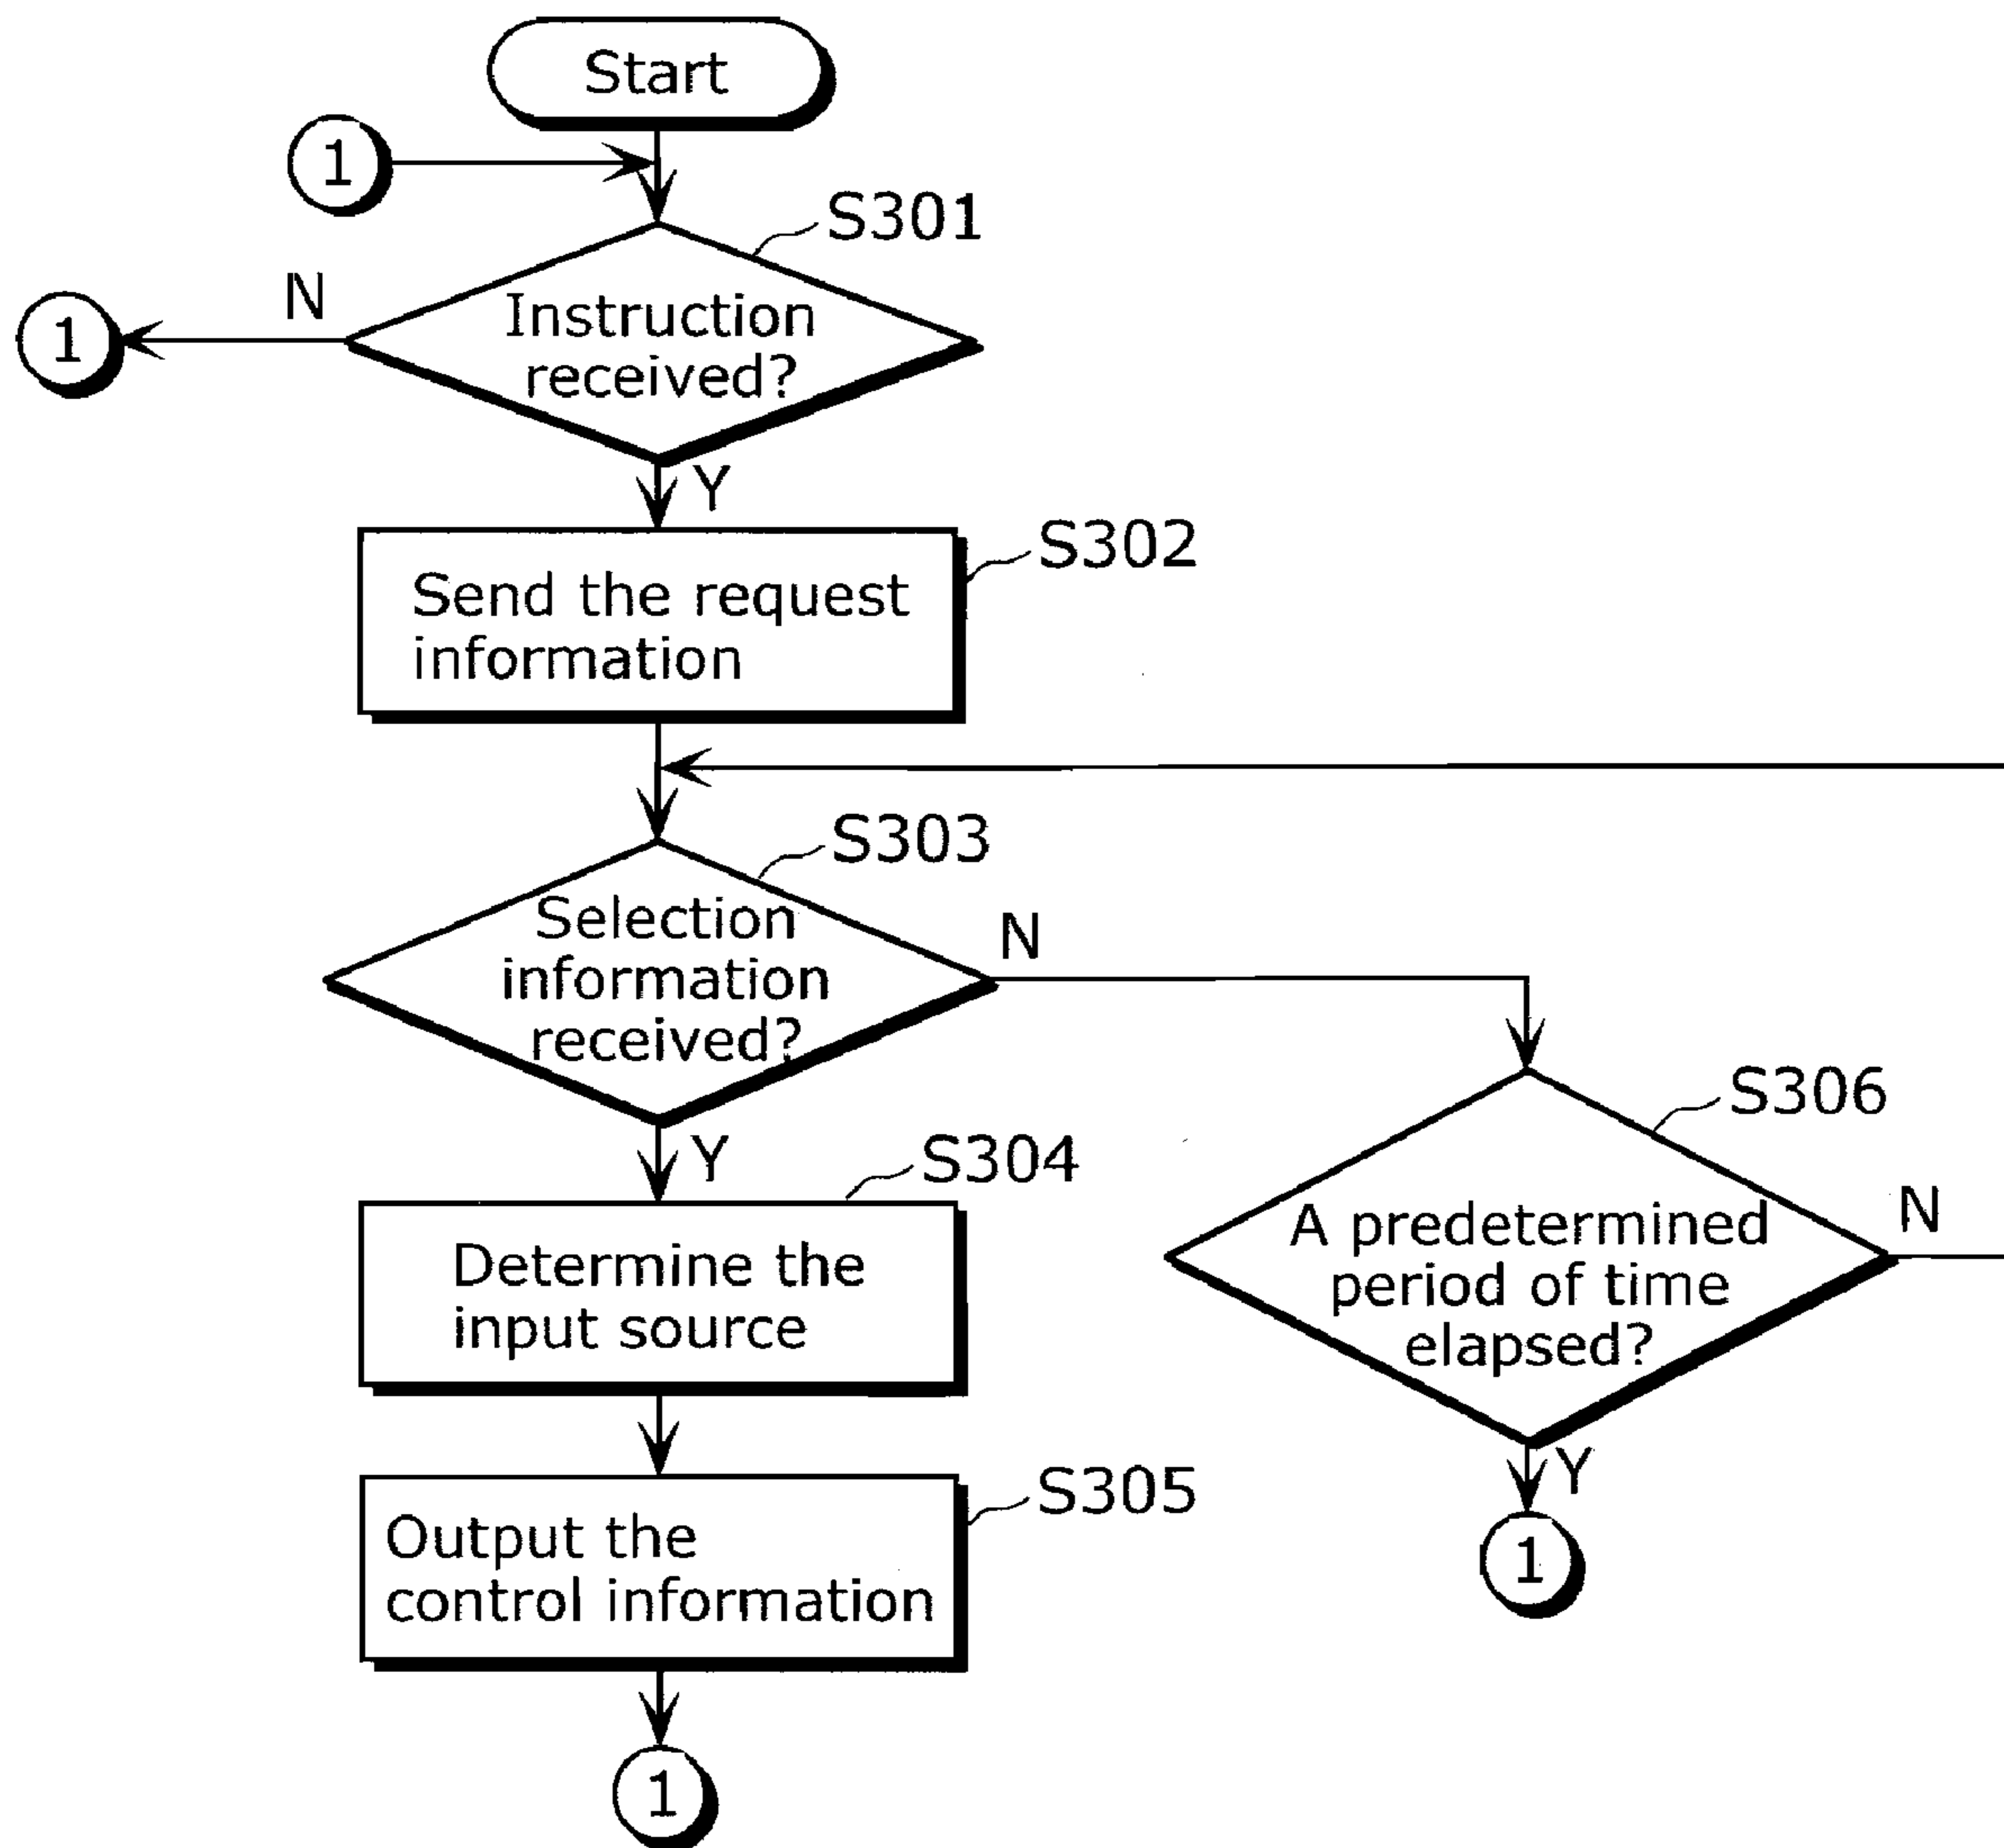 Start
1
S301
N
1
Instruction
received?
Y
S302
Send the request
information
S303
Selection
information
received?
N
S306
Y
S304
A predetermined
period of time
elapsed?
N
Determine the
input source
Y
S305
Output the
control information
1
1